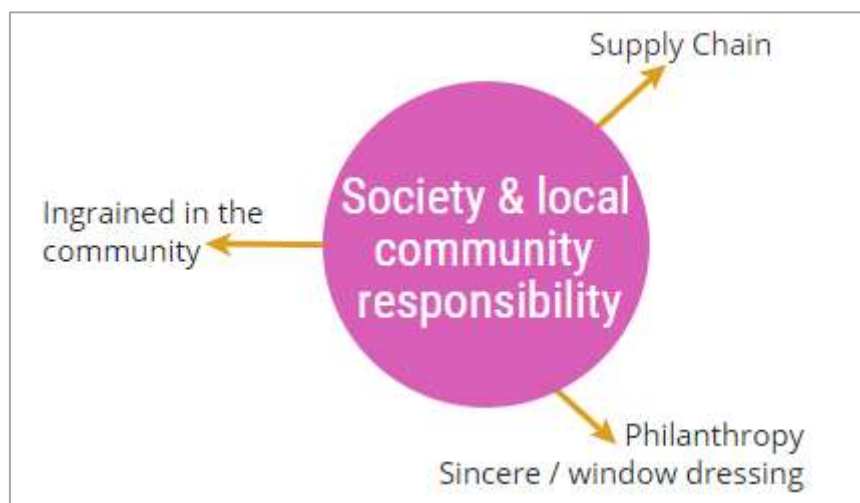 Supply Chain
Society & local
community
responsibility
Ingrained in the
community
Philanthropy
Sincere / window dressing